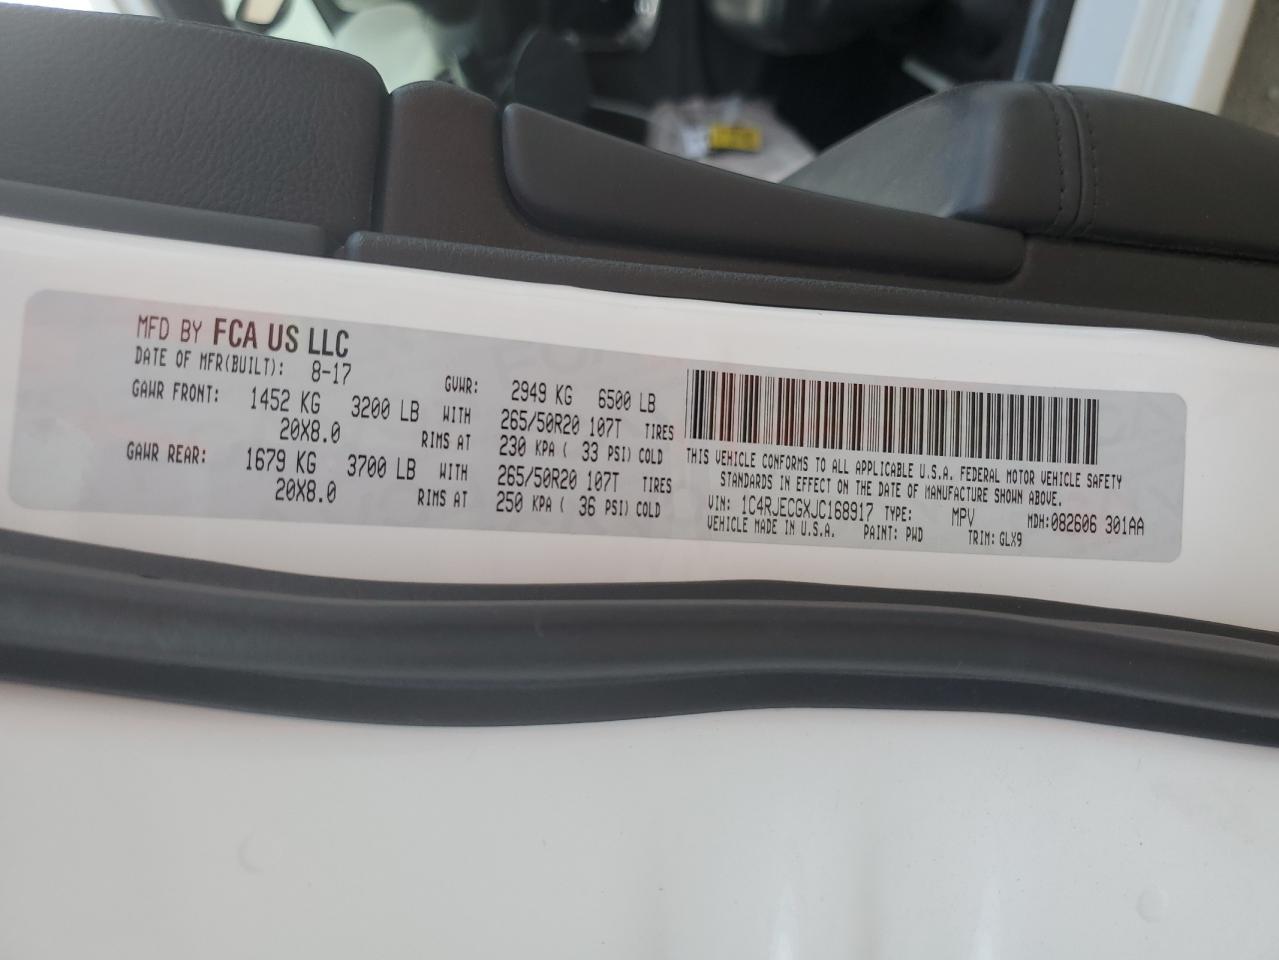 MFD BY FCA US LLC
DATE OF MFR(BUILT): 8-17 GVWR: 2949 KG 6500 LB
GAWR FRONT: 1452 KG 3200 LB WITH 265/50R20 107T TIRES
20X8.0 RIMS AT 230 KPA ( 33 PSI) COLD
GAWR REAR: 1679 KG 3700 LB WITH 265/50R20 107T TIRES
20X8.0 RIMS AT 250 KPA ( 36 PSI) COLD
THIS VEHICLE CONFORMS TO ALL APPLICABLE U.S.A. FEDERAL MOTOR VEHICLE SAFETY
STANDARDS IN EFFECT ON THE DATE OF MANUFACTURE SHOWN ABOVE.
VIN: 1C4RJECGXJC168917 TYPE: MPV MDH:082606 301AA
VEHICLE MADE IN U.S.A. PAINT: PWD TRIM: GLX9